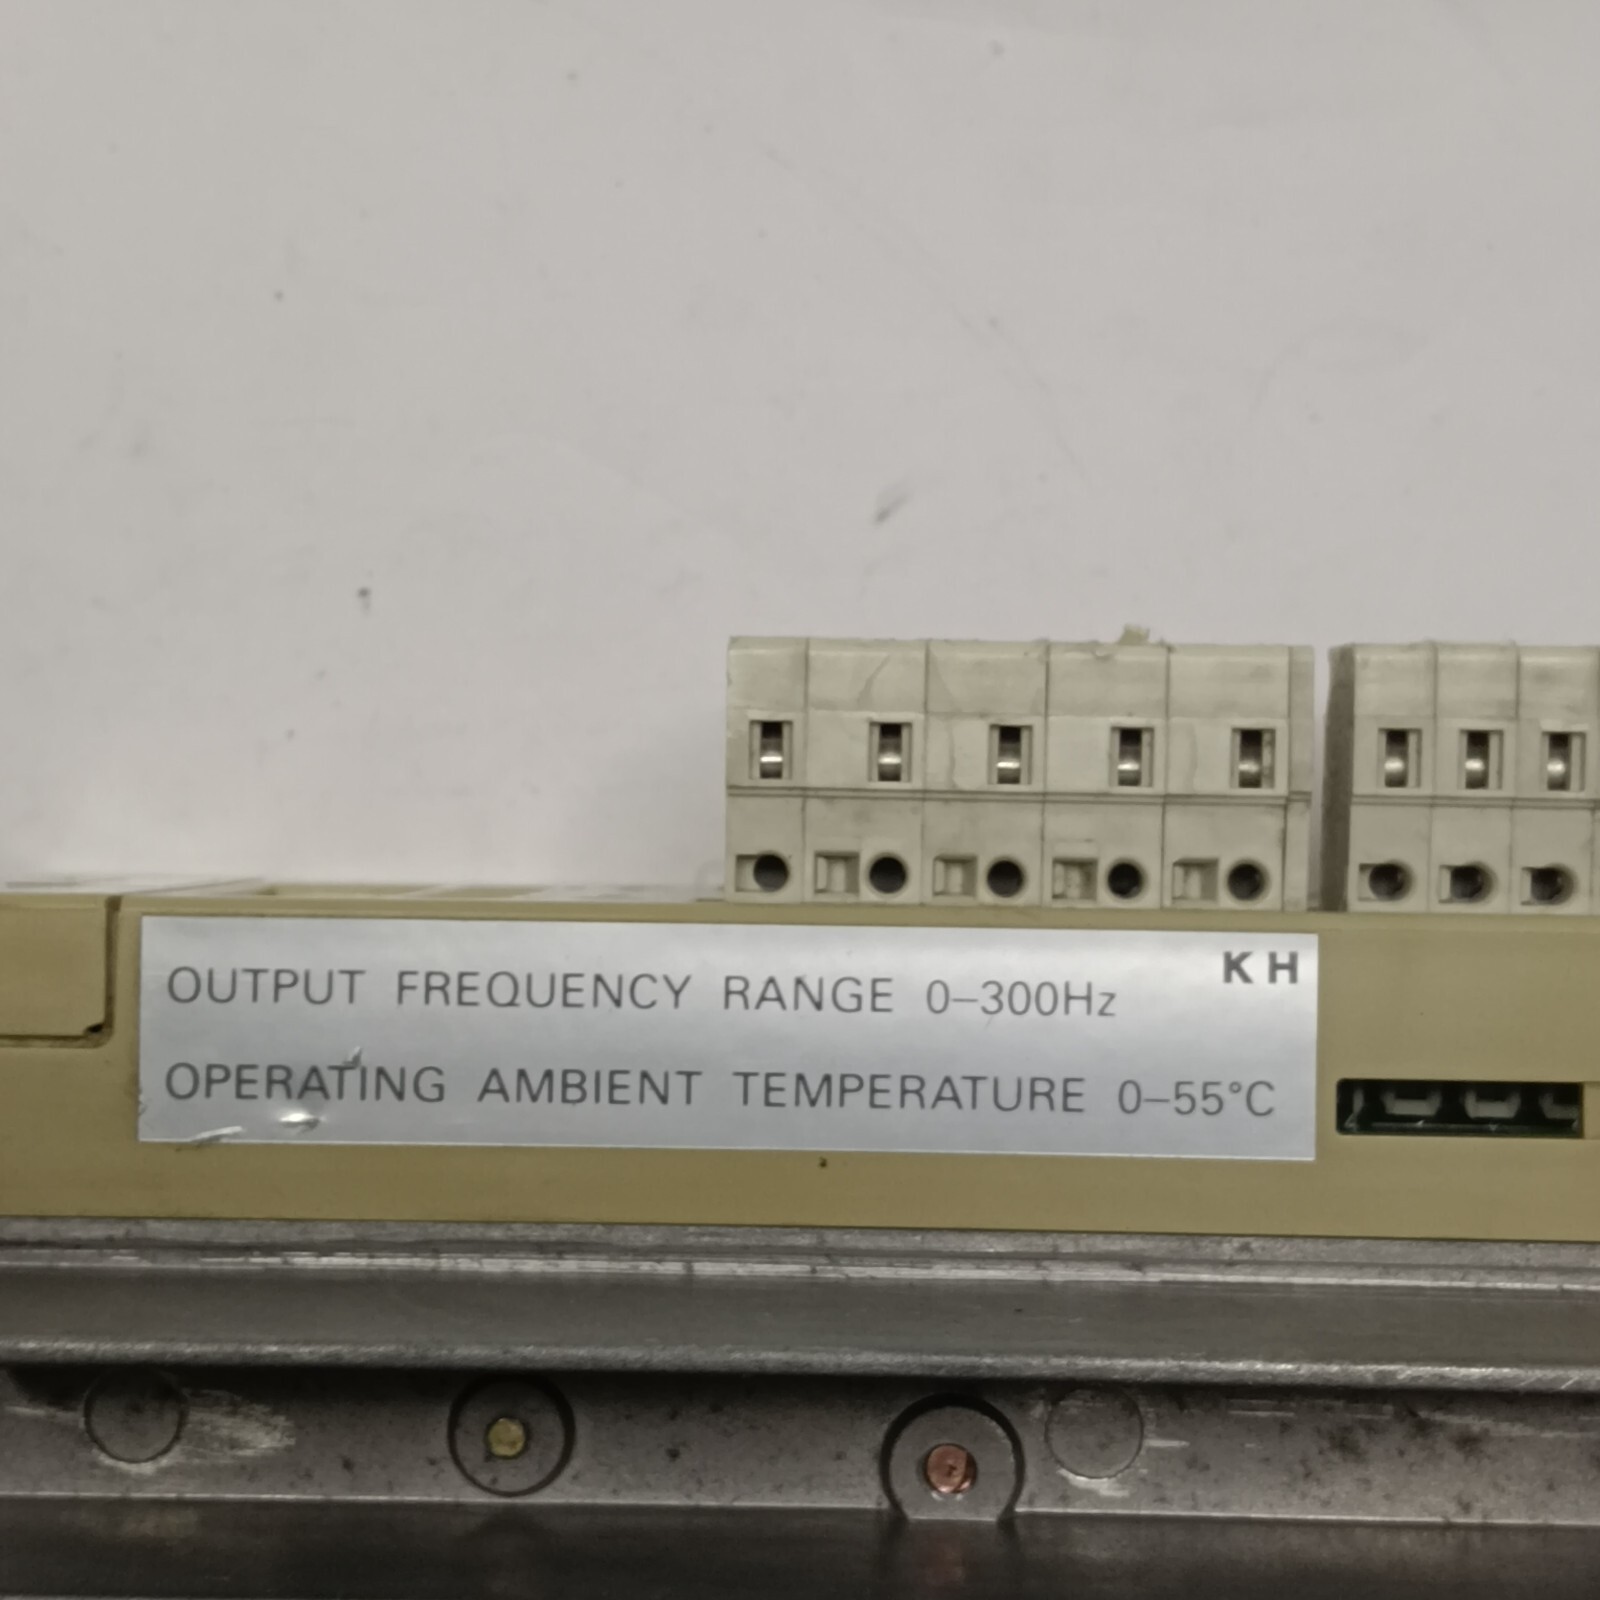 KH
OUTPUT FREQUENCY RANGE 0–300Hz
OPERATING AMBIENT TEMPERATURE 0–55°C